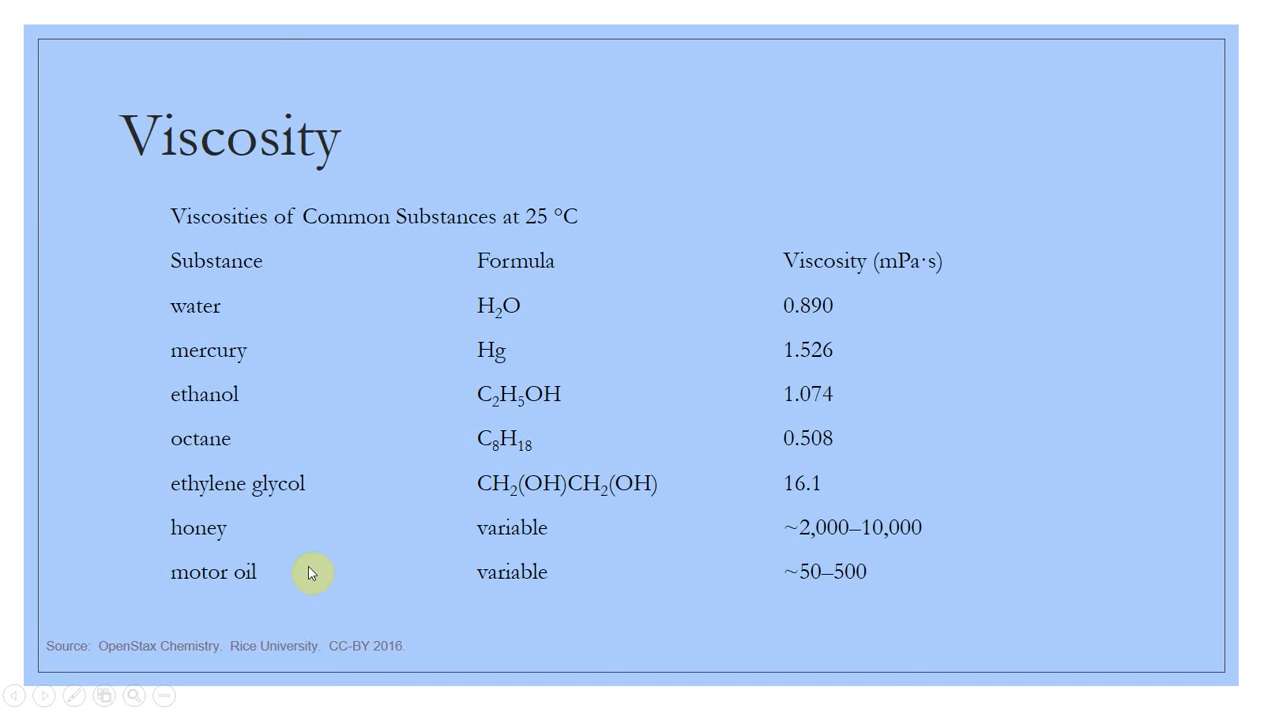 Viscosity
Viscosities of Common Substances at 25 °C
Substance Formula Viscosity (mPa·s)
water H₂O 0.890
mercury Hg 1.526
ethanol C₂H₅OH 1.074
octane C₈H₁₈ 0.508
ethylene glycol CH₂(OH)CH₂(OH) 16.1
honey variable ~2,000–10,000
motor oil variable ~50–500
Source: OpenStax Chemistry. Rice University. CC-BY 2016.